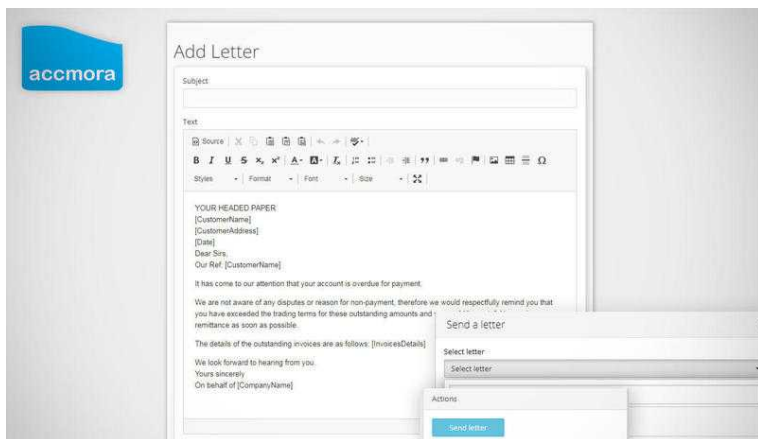 accmora
Add Letter
Subject
Text
Source
B I U S x₂ x² A A Ix
Styles Format Font Size
YOUR HEADED PAPER
[CustomerName]
[CustomerAddress]
[Date]
Dear Sirs,
Our Ref: [CustomerName]
It has come to our attention that your account is overdue for payment.
We are not aware of any disputes or reason for non-payment, therefore we would respectfully remind you that
you have exceeded the trading terms for these outstanding amounts and
remittance as soon as possible.
The details of the outstanding invoices are as follows: [InvoicesDetails]
We look forward to hearing from you.
Yours sincerely
On behalf of [CompanyName]
Send a letter
Select letter
Select letter
Actions
Send letter